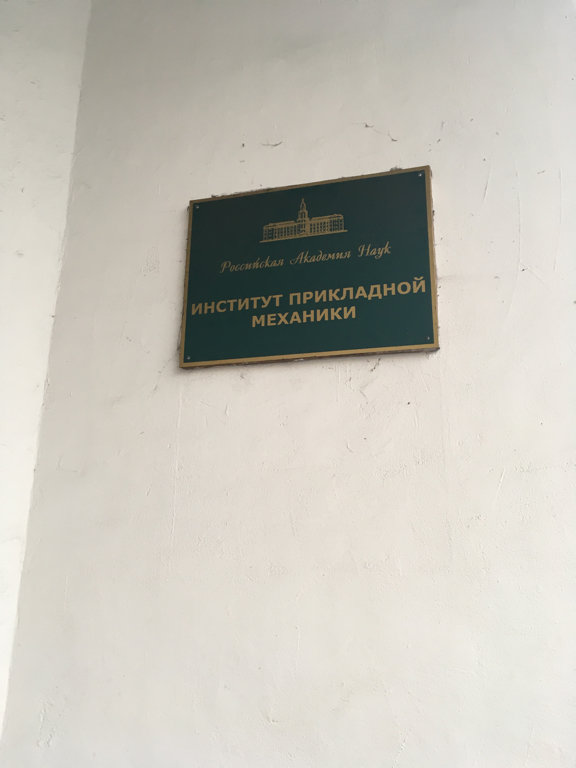 Российская Академия Наук
ИНСТИТУТ ПРИКЛАДНОЙ
МЕХАНИКИ